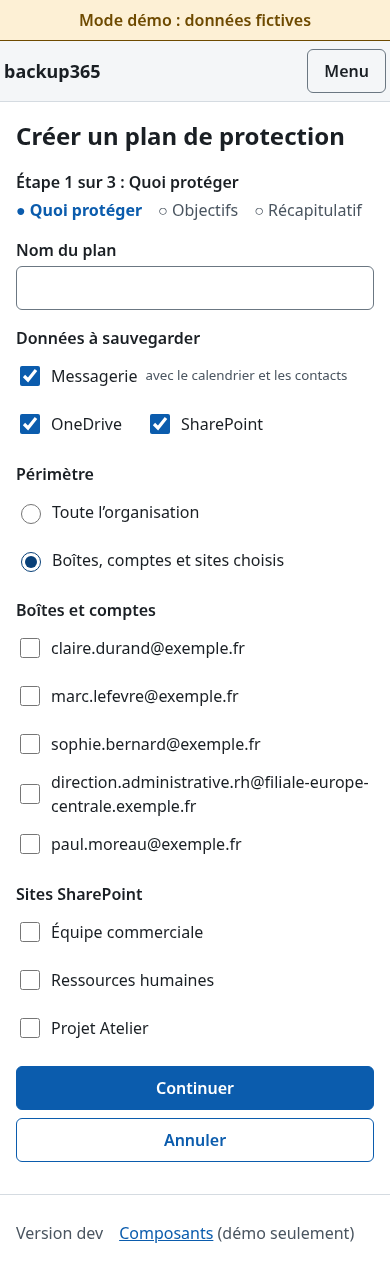 Mode démo : données fictives
backup365
Menu
Créer un plan de protection
Étape 1 sur 3 : Quoi protéger
● Quoi protéger ○ Objectifs ○ Récapitulatif
Nom du plan
Données à sauvegarder
Messagerie avec le calendrier et les contacts
OneDrive SharePoint
Périmètre
Toute l’organisation
Boîtes, comptes et sites choisis
Boîtes et comptes
claire.durand@exemple.fr
marc.lefevre@exemple.fr
sophie.bernard@exemple.fr
direction.administrative.rh@filiale-europe-
centrale.exemple.fr
paul.moreau@exemple.fr
Sites SharePoint
Équipe commerciale
Ressources humaines
Projet Atelier
Continuer
Annuler
Version dev Composants (démo seulement)